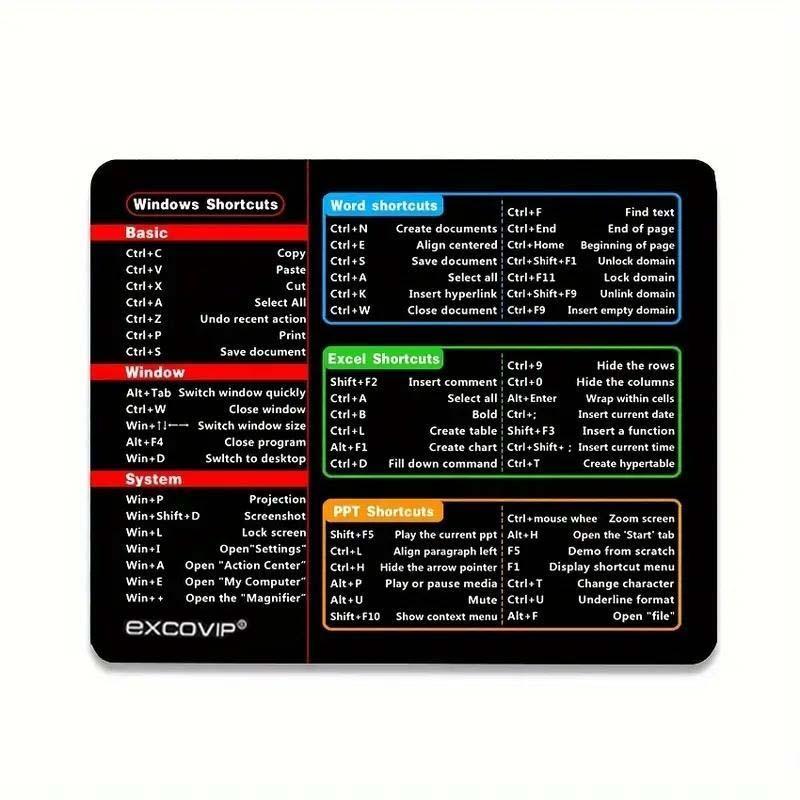 Windows Shortcuts
Basic
Ctrl+C Copy
Ctrl+V Paste
Ctrl+X Cut
Ctrl+A Select All
Ctrl+Z Undo recent action
Ctrl+P Print
Ctrl+S Save document
Window
Alt+Tab Switch window quickly
Ctrl+W Close window
Win+↑↓←→ Switch window size
Alt+F4 Close program
Win+D Swltch to desktop
System
Win+P Projection
Win+Shift+D Screenshot
Win+L Lock screen
Win+I Open"Settings"
Win+A Open "Action Center"
Win+E Open "My Computer"
Win++ Open the "Magnifier"
excovip®
Word shortcuts
Ctrl+N Create documents
Ctrl+E Align centered
Ctrl+S Save document
Ctrl+A Select all
Ctrl+K Insert hyperlink
Ctrl+W Close document
Ctrl+F Find text
Ctrl+End End of page
Ctrl+Home Beginning of page
Ctrl+Shift+F1 Unlock domain
Ctrl+F11 Lock domain
Ctrl+Shift+F9 Unlink domain
Ctrl+F9 Insert empty domain
Excel Shortcuts
Shift+F2 Insert comment
Ctrl+A Select all
Ctrl+B Bold
Ctrl+L Create table
Alt+F1 Create chart
Ctrl+D Fill down command
Ctrl+9 Hide the rows
Ctrl+0 Hide the columns
Alt+Enter Wrap within cells
Ctrl+; Insert current date
Shift+F3 Insert a function
Ctrl+Shift+ ; Insert current time
Ctrl+T Create hypertable
PPT Shortcuts
Shift+F5 Play the current ppt
Ctrl+L Align paragraph left
Ctrl+H Hide the arrow pointer
Alt+P Play or pause media
Alt+U Mute
Shift+F10 Show context menu
Ctrl+mouse whee Zoom screen
Alt+H Open the 'Start' tab
F5 Demo from scratch
F1 Display shortcut menu
Ctrl+T Change character
Ctrl+U Underline format
Alt+F Open "file"